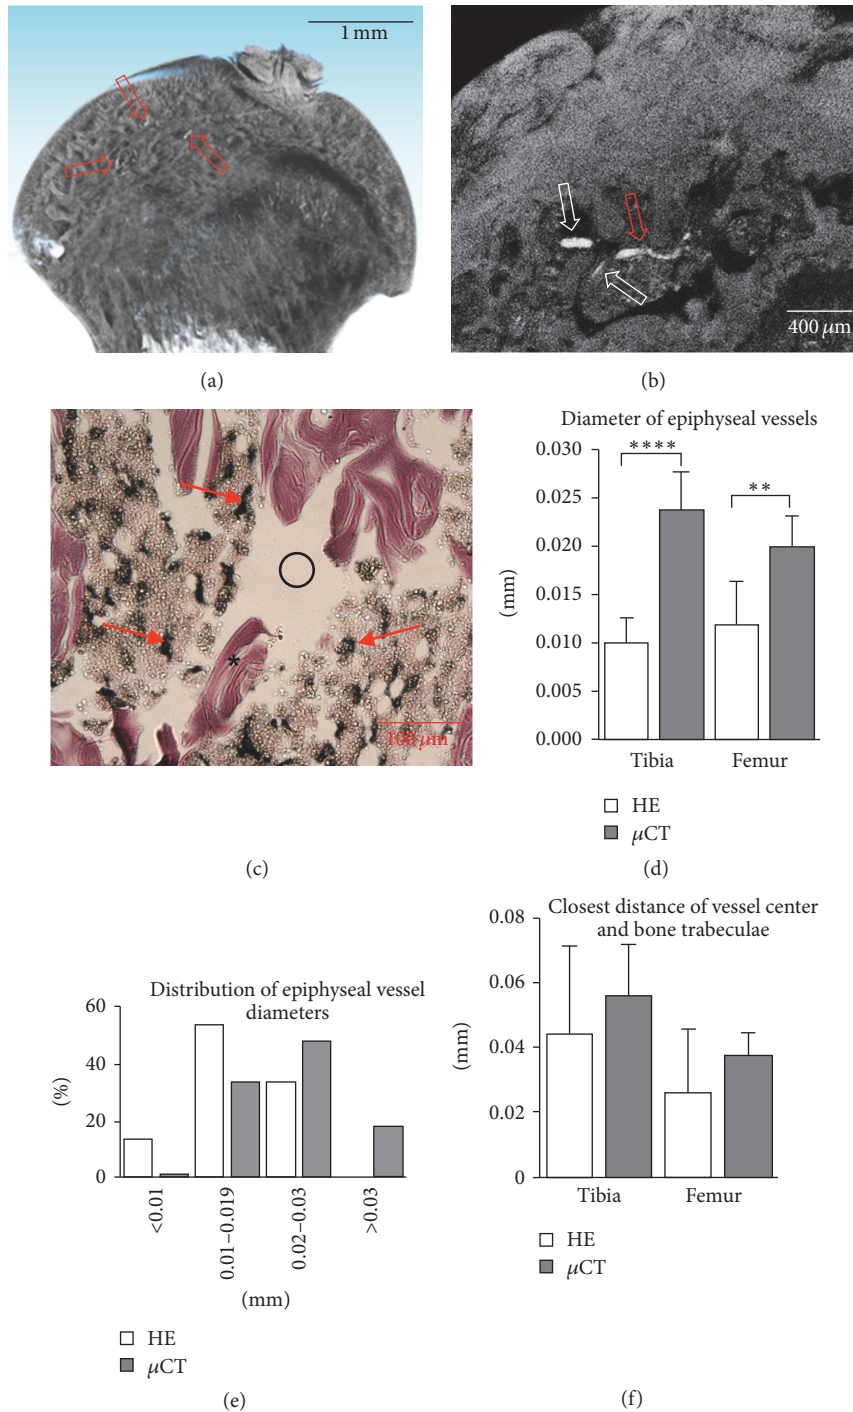 1 mm
400 μm
(a)
(b)
*
100 μm
(c)
Diameter of epiphyseal vessels
0.030
0.025
0.020
0.015
0.010
0.005
0.000
(mm)
****
**
Tibia
Femur
HE
μCT
(d)
Distribution of epiphyseal vessel
diameters
60
40
20
0
(%)
<0.01
0.01–0.019
0.02–0.03
>0.03
(mm)
HE
μCT
(e)
Closest distance of vessel center
and bone trabeculae
0.08
0.06
0.04
0.02
0
(mm)
Tibia
Femur
HE
μCT
(f)